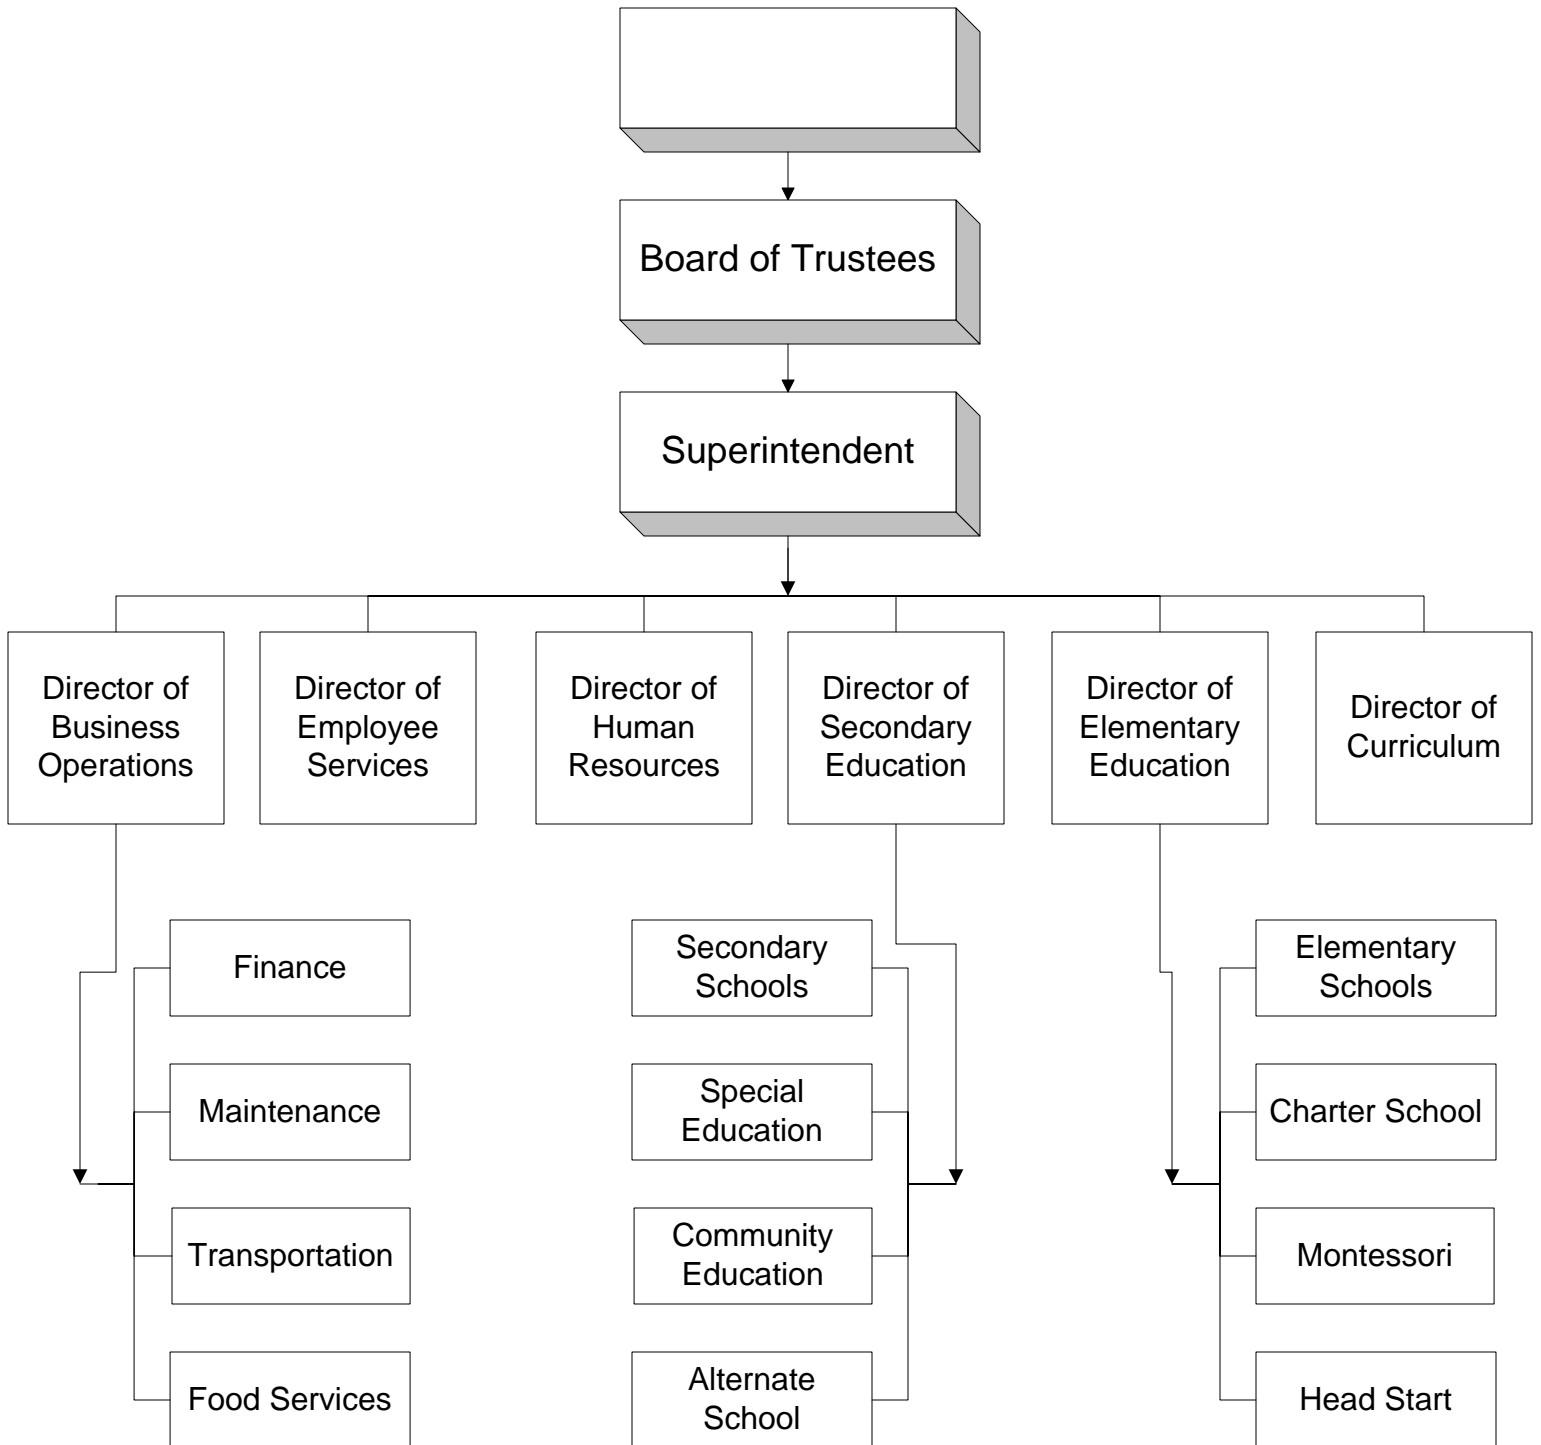 Board of Trustees
Superintendent
Director of
Business
Operations
Director of
Employee
Services
Director of
Human
Resources
Director of
Secondary
Education
Director of
Elementary
Education
Director of
Curriculum
Finance
Secondary
Schools
Elementary
Schools
Maintenance
Special
Education
Charter School
Transportation
Community
Education
Montessori
Food Services
Alternate
School
Head Start